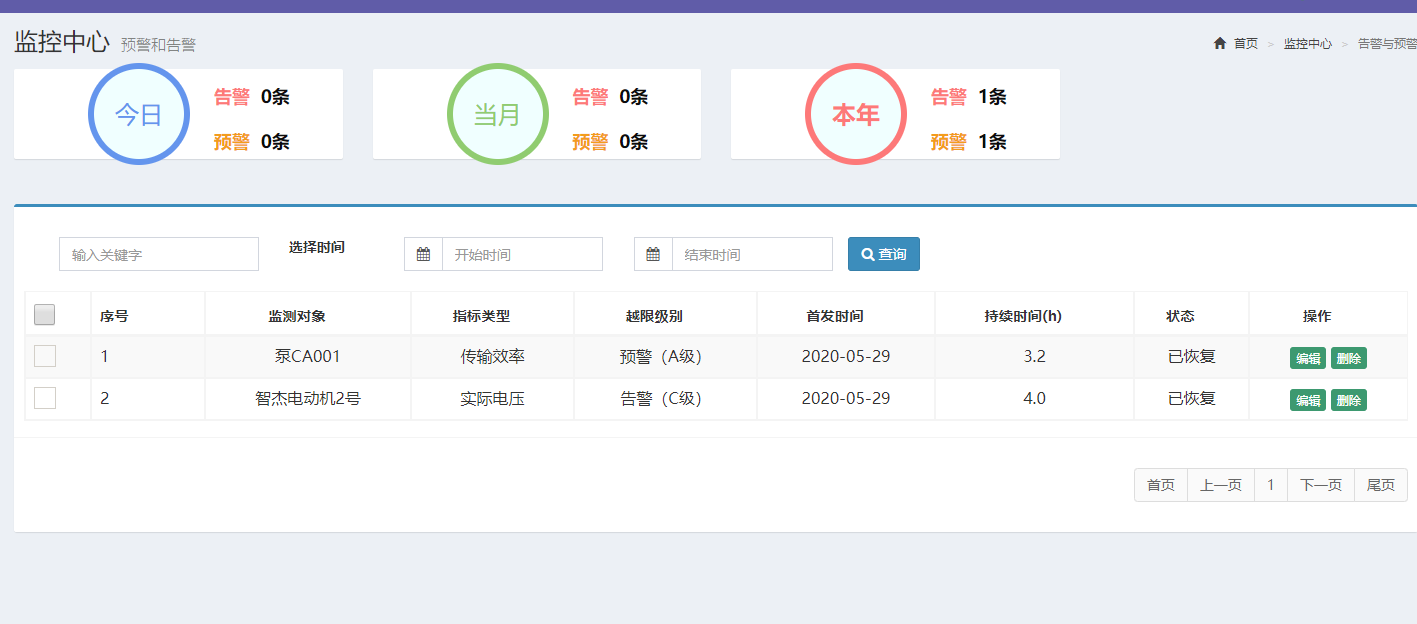 监控中心 预警和告警
首页 > 监控中心 > 告警与预警
今日 告警 0条
预警 0条
当月 告警 0条
预警 0条
本年 告警 1条
预警 1条
输入关键字 选择时间 开始时间 结束时间 查询
序号 监测对象 指标类型 越限级别 首发时间 持续时间(h) 状态 操作
1 泵CA001 传输效率 预警（A级） 2020-05-29 3.2 已恢复 编辑 删除
2 智杰电动机2号 实际电压 告警（C级） 2020-05-29 4.0 已恢复 编辑 删除
首页 上一页 1 下一页 尾页